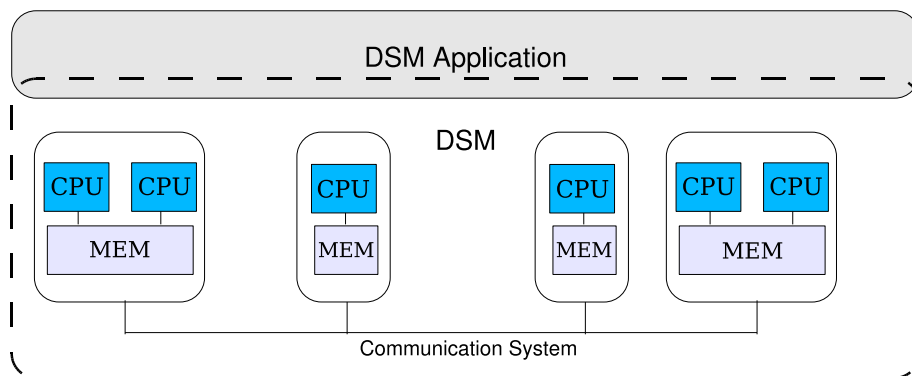 DSM Application
DSM
CPU CPU CPU CPU CPU CPU
MEM MEM MEM MEM
Communication System